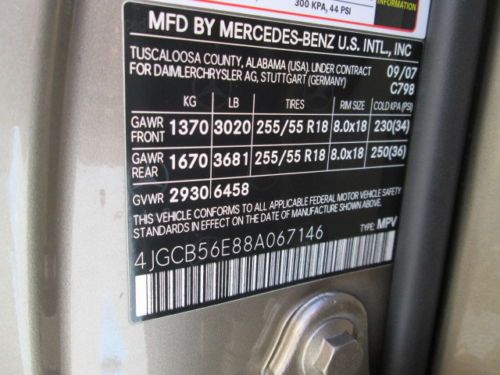 300 KPA, 44 PSI
INFORMATION
MFD BY MERCEDES-BENZ U.S. INTL., INC
TUSCALOOSA COUNTY, ALABAMA (USA). UNDER CONTRACT 09/07
FOR DAIMLERCHRYSLER AG, STUTTGART (GERMANY) C798
KG LB TIRES RIM SIZE COLD KPA (PSI)
GAWR FRONT 1370 3020 255/55 R18 8.0x18 230(34)
GAWR REAR 1670 3681 255/55 R18 8.0x18 250(36)
GVWR 2930 6458
THIS VEHICLE CONFORMS TO ALL APPLICABLE FEDERAL MOTOR VEHICLE SAFETY
STANDARDS IN EFFECT ON THE DATE OF MANUFACTURE SHOWN ABOVE.
4JGCB56E88A067146 TYPE: MPV